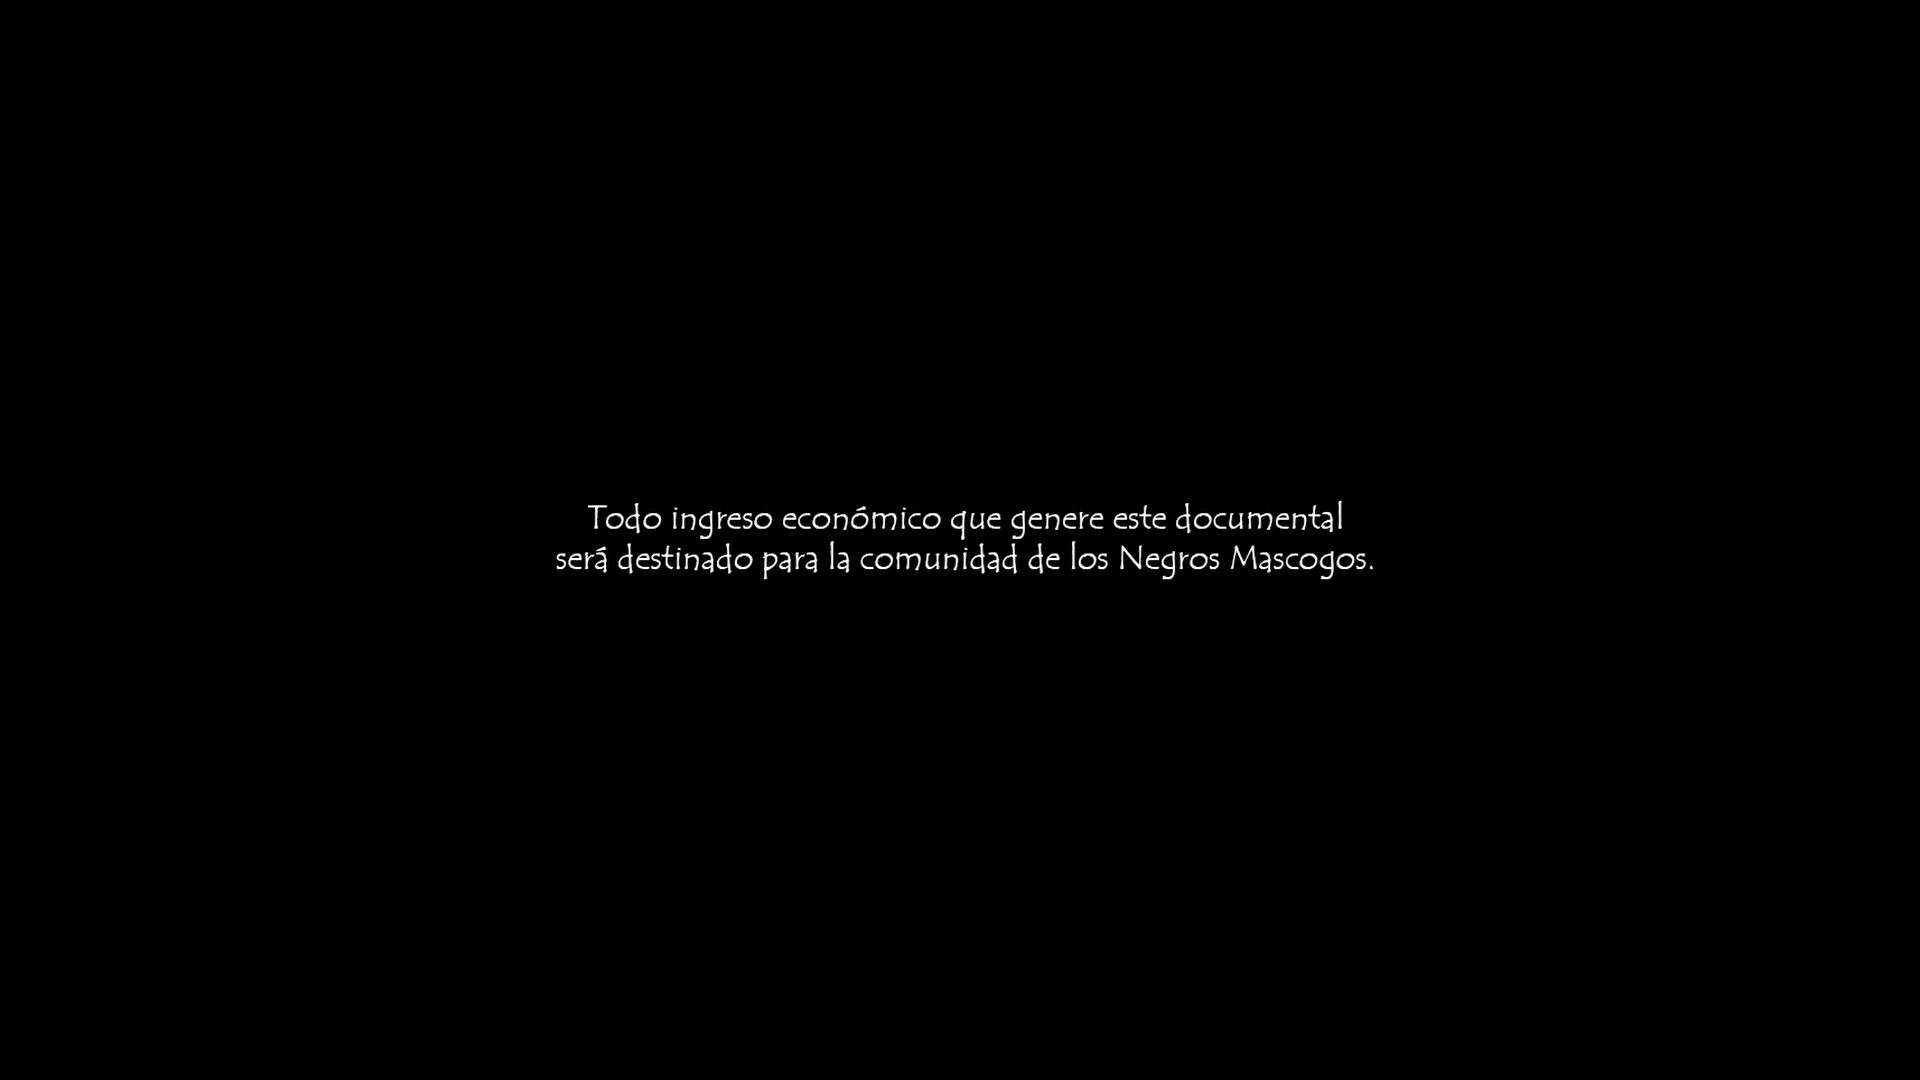 Todo ingreso económico que genere este documental
será destinado para la comunidad de los Negros Mascogos.